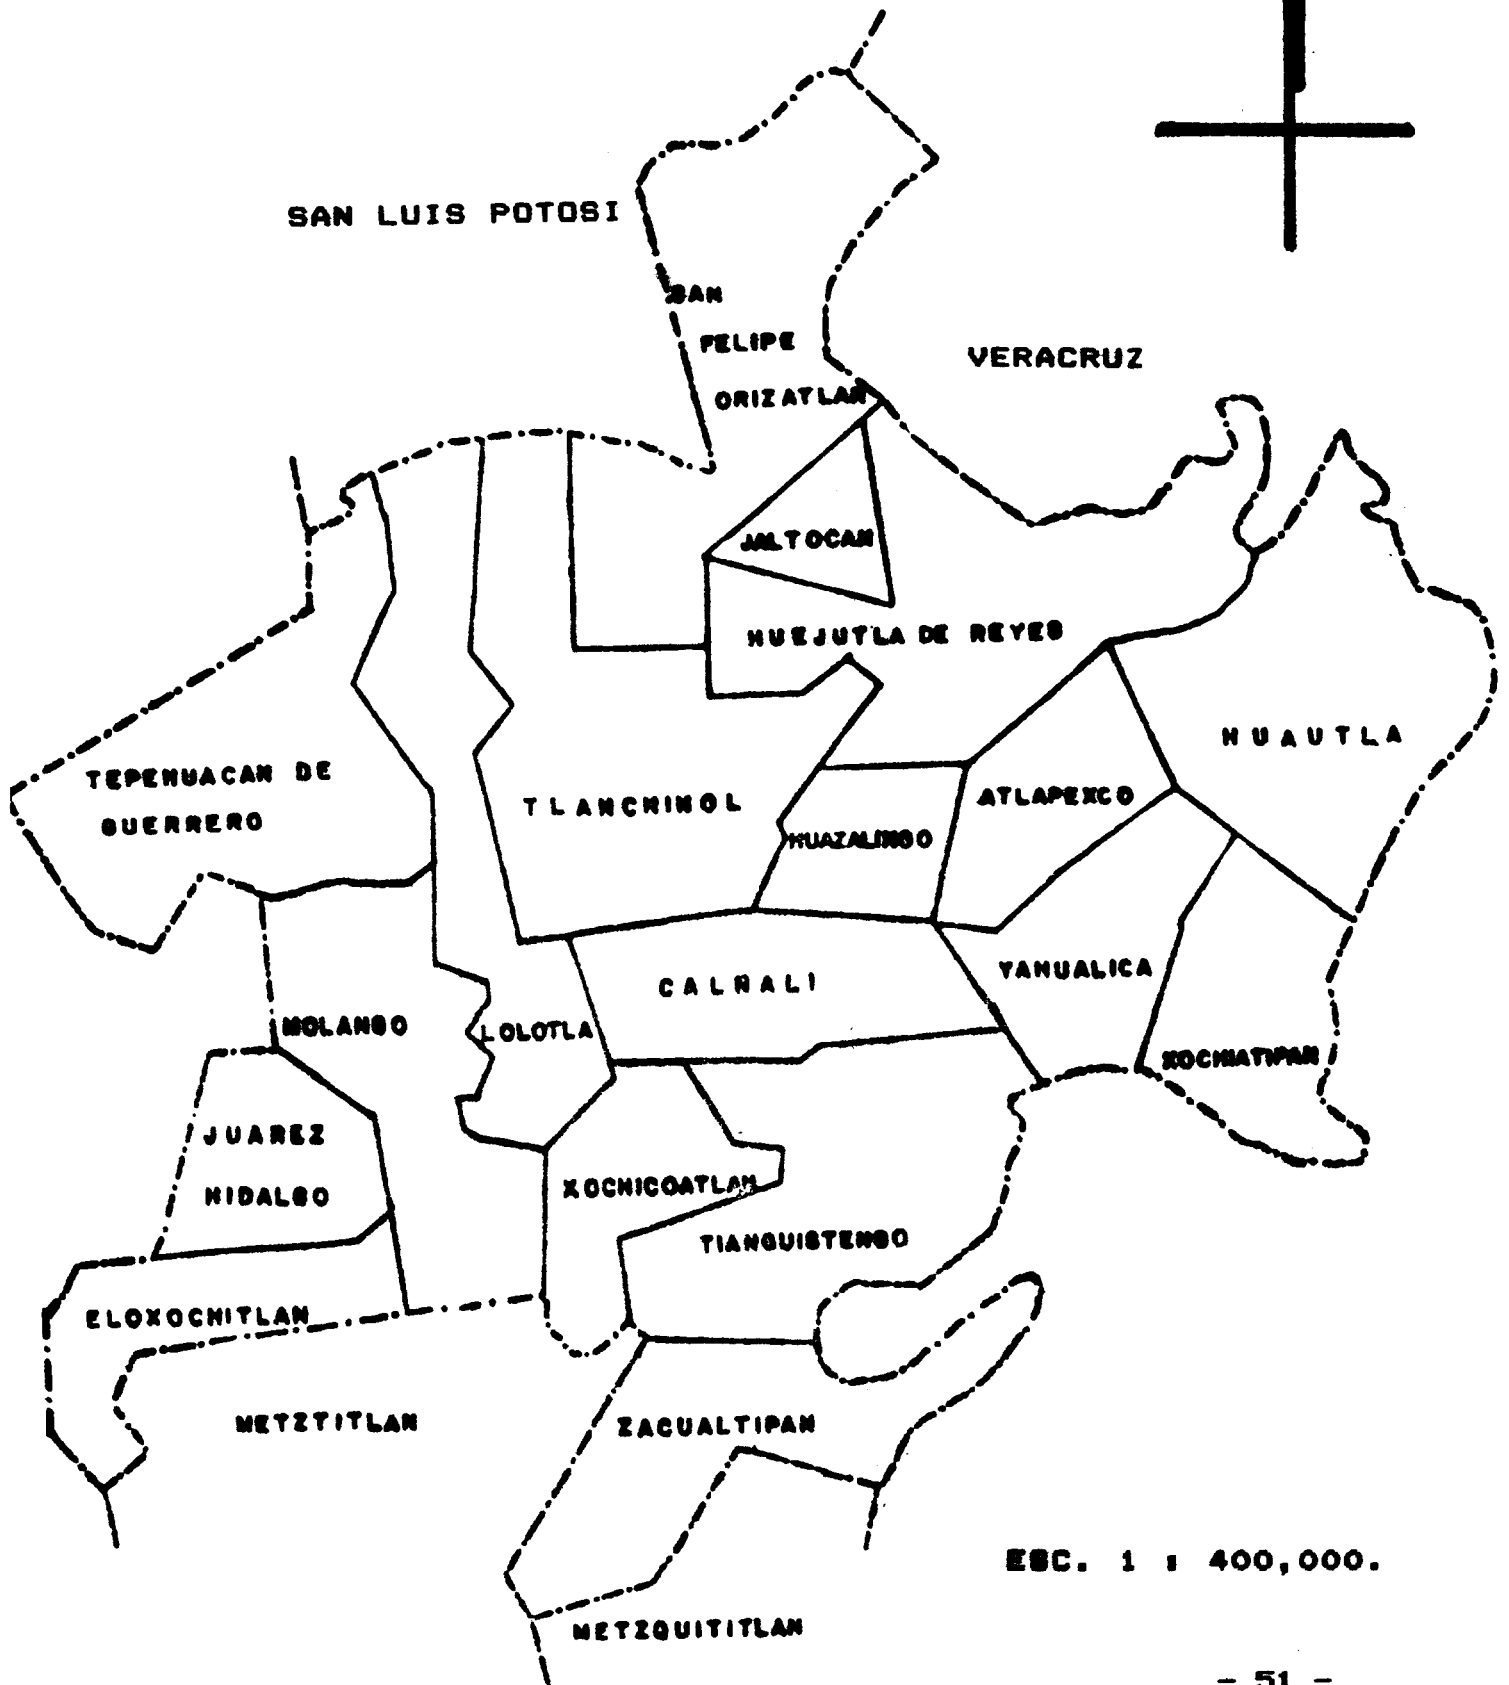 SAN LUIS POTOSI
SAN
FELIPE
ORIZATLAN
VERACRUZ
JALTOCAN
HUEJUTLA DE REYES
HUAUTLA
TEPEHUACAN DE
GUERRERO
TLANCHINOL
ATLAPEXCO
HUAZALINGO
CALNALI
YAHUALICA
MOLANGO
LOLOTLA
XOCHIATIPAN
JUAREZ
HIDALGO
XOCHICOATLAN
TIANGUISTENGO
ELOXOCHITLAN
METZTITLAN
ZACUALTIPAN
ESC. 1 : 400,000.
METZQUITITLAN
- 51 -